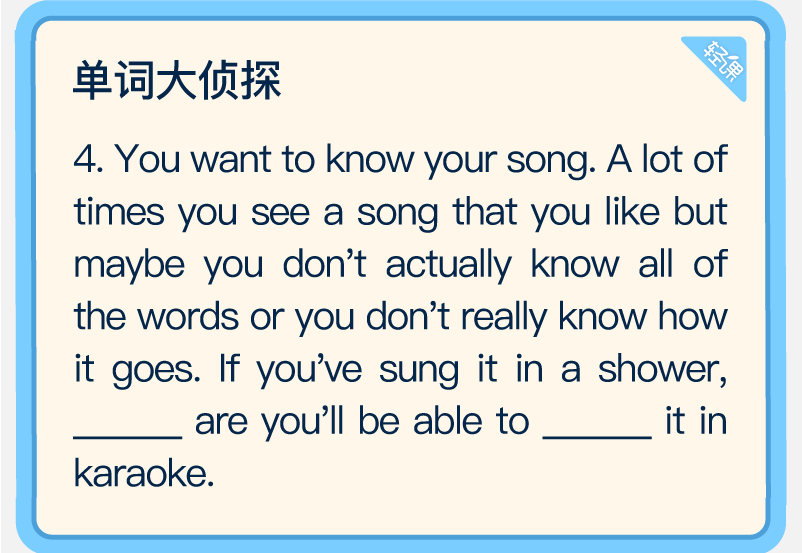 单词大侦探
轻课
4. You want to know your song. A lot of
times you see a song that you like but
maybe you don't actually know all of
the words or you don't really know how
it goes. If you've sung it in a shower,
______ are you'll be able to ______ it in
karaoke.